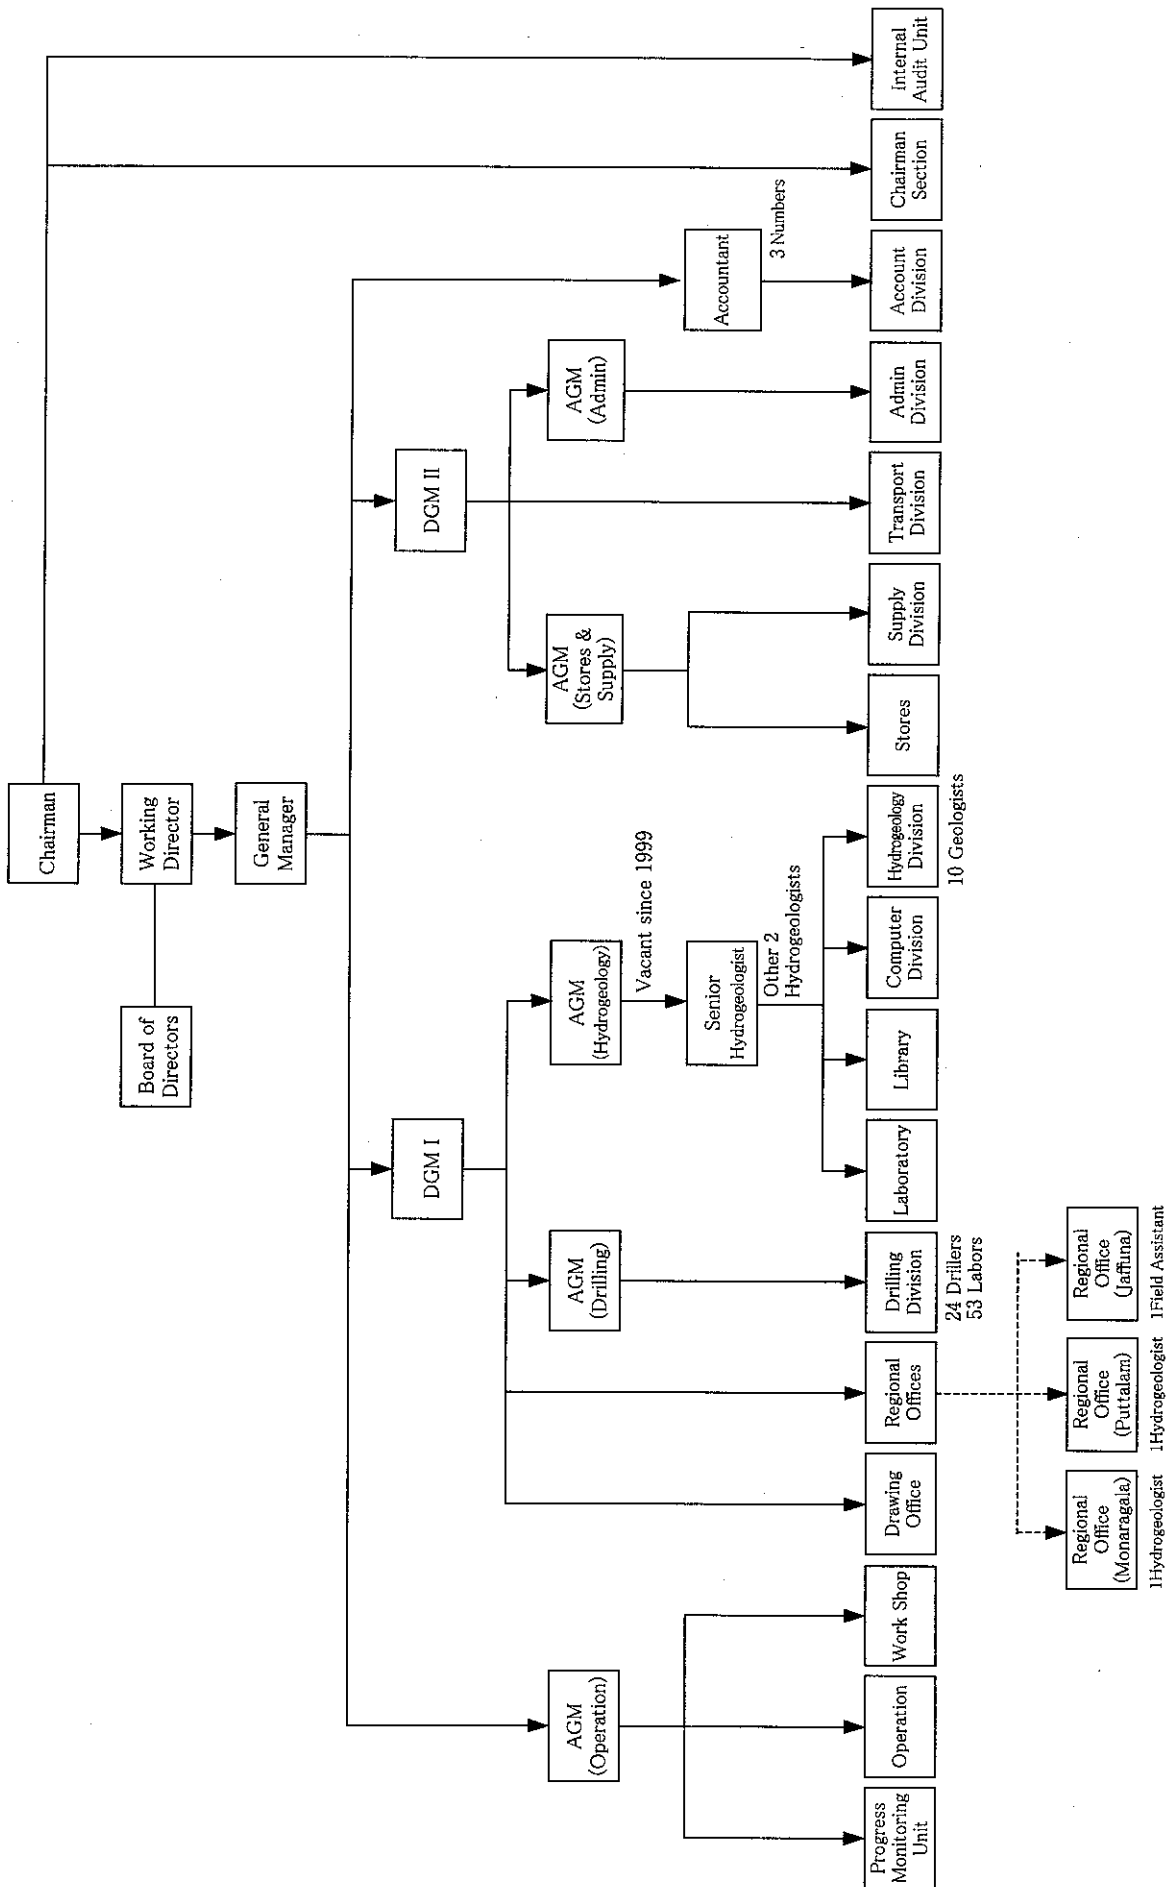 Chairman
Board of
Directors
Working
Director
General
Manager
DGM I
DGM II
AGM
(Operation)
AGM
(Drilling)
AGM
(Hydrogeology)
Vacant since 1999
AGM
(Stores &
Supply)
AGM
(Admin)
Senior
Hydrogeologist
Other 2
Hydrogeologists
Accountant
3 Numbers
Progress
Monitoring
Unit
Operation
Work Shop
Drawing
Office
Regional
Offices
Drilling
Division
24 Drillers
53 Labors
Laboratory
Library
Computer
Division
Hydrogeology
Division
10 Geologists
Stores
Supply
Division
Transport
Division
Admin
Division
Account
Division
Chairman
Section
Internal
Audit Unit
Regional
Office
(Monaragala)
1Hydrogeologist
Regional
Office
(Puttalam)
1Hydrogeologist
Regional
Office
(Jaffuna)
1Field Assistant